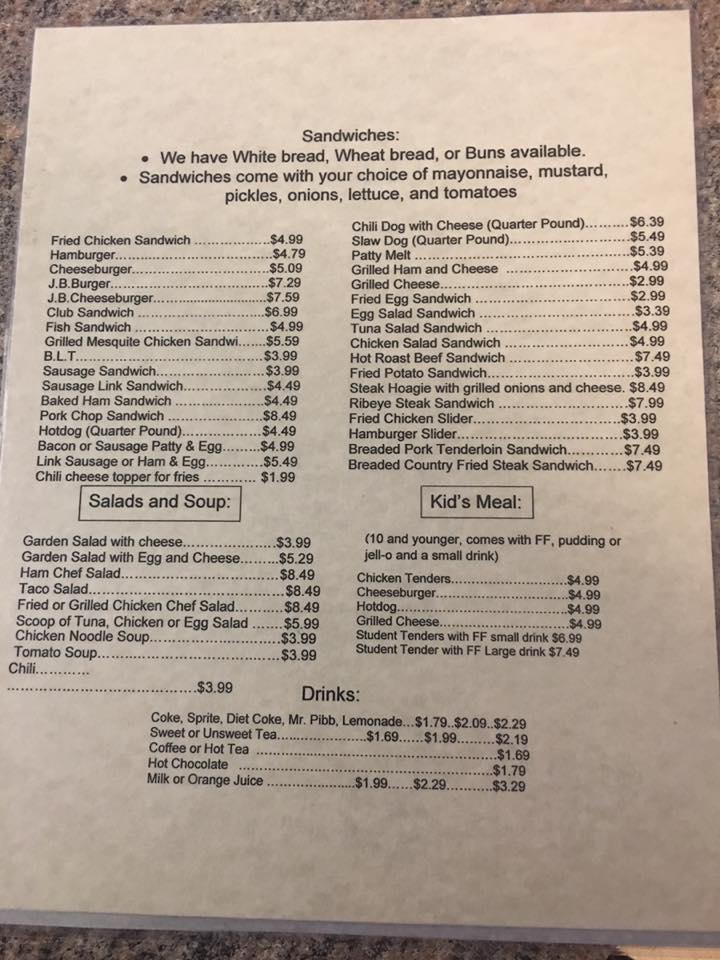 Sandwiches:
• We have White bread, Wheat bread, or Buns available.
• Sandwiches come with your choice of mayonnaise, mustard,
pickles, onions, lettuce, and tomatoes
Fried Chicken Sandwich ..................$4.99
Hamburger.....................................$4.79
Cheeseburger.................................$5.09
J.B.Burger......................................$7.29
J.B.Cheeseburger...........................$7.59
Club Sandwich ...............................$6.99
Fish Sandwich ................................$4.99
Grilled Mesquite Chicken Sandwi......$5.59
B.L.T..............................................$3.99
Sausage Sandwich..........................$3.99
Sausage Link Sandwich....................$4.49
Baked Ham Sandwich .....................$4.49
Pork Chop Sandwich .......................$8.49
Hotdog (Quarter Pound)...................$4.49
Bacon or Sausage Patty & Egg.........$4.99
Link Sausage or Ham & Egg.............$5.49
Chili cheese topper for fries ............ $1.99
Chili Dog with Cheese (Quarter Pound)..........$6.39
Slaw Dog (Quarter Pound)............................$5.49
Patty Melt ....................................................$5.39
Grilled Ham and Cheese ..............................$4.99
Grilled Cheese..............................................$2.99
Fried Egg Sandwich .....................................$2.99
Egg Salad Sandwich .....................................$3.39
Tuna Salad Sandwich ...................................$4.99
Chicken Salad Sandwich ..............................$4.99
Hot Roast Beef Sandwich .............................$7.49
Fried Potato Sandwich..................................$3.99
Steak Hoagie with grilled onions and cheese. $8.49
Ribeye Steak Sandwich ................................$7.99
Fried Chicken Slider.....................................$3.99
Hamburger Slider.........................................$3.99
Breaded Pork Tenderloin Sandwich..............$7.49
Breaded Country Fried Steak Sandwich.......$7.49
Salads and Soup:
Garden Salad with cheese......................$3.99
Garden Salad with Egg and Cheese.........$5.29
Ham Chef Salad.....................................$8.49
Taco Salad.............................................$8.49
Fried or Grilled Chicken Chef Salad..........$8.49
Scoop of Tuna, Chicken or Egg Salad .......$5.99
Chicken Noodle Soup...............................$3.99
Tomato Soup...........................................$3.99
Chili............
.............................................$3.99
Kid's Meal:
(10 and younger, comes with FF, pudding or
jell-o and a small drink)
Chicken Tenders............................$4.99
Cheeseburger................................$4.99
Hotdog.........................................$4.99
Grilled Cheese...............................$4.99
Student Tenders with FF small drink $6.99
Student Tender with FF Large drink $7.49
Drinks:
Coke, Sprite, Diet Coke, Mr. Pibb, Lemonade...$1.79..$2.09..$2.29
Sweet or Unsweet Tea.....................$1.69......$1.99.........$2.19
Coffee or Hot Tea .........................................................$1.69
Hot Chocolate .............................................................$1.79
Milk or Orange Juice .....................$1.99......$2.29...........$3.29